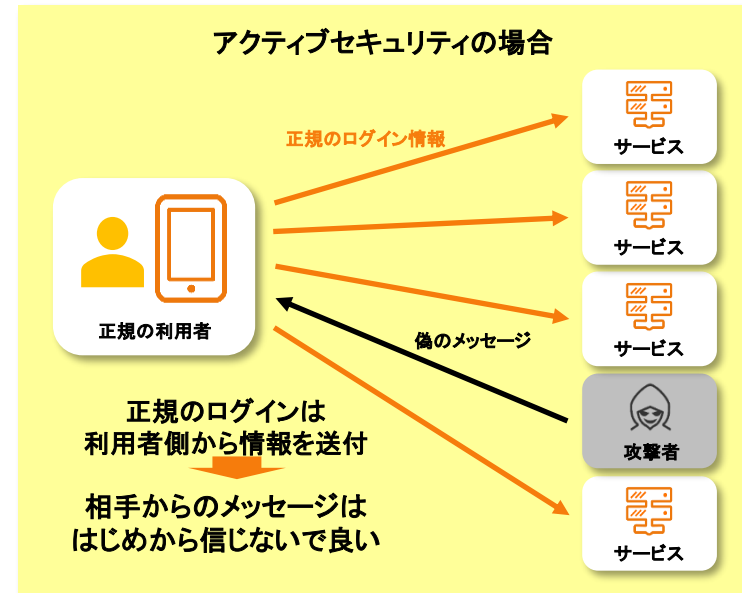 アクティブセキュリティの場合
正規のログイン情報
サービス
サービス
サービス
正規の利用者
偽のメッセージ
攻撃者
サービス
正規のログインは
利用者側から情報を送付
相手からのメッセージは
はじめから信じないで良い